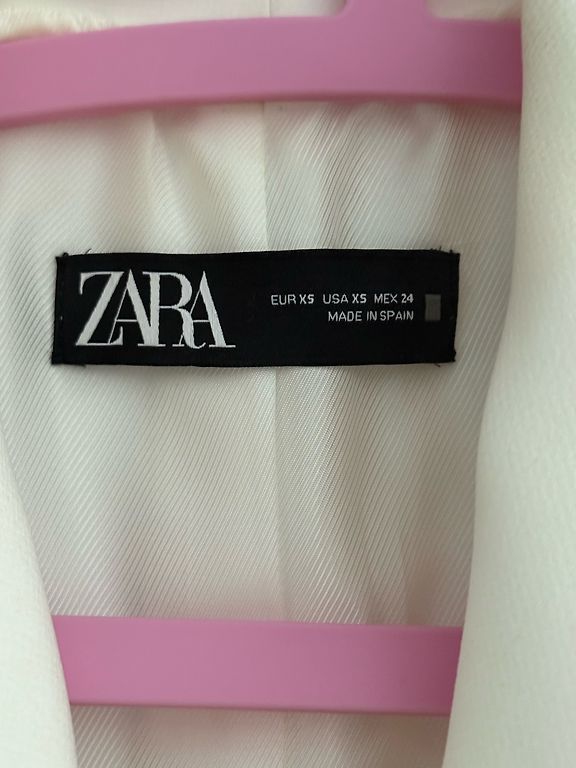 ZARA
EUR XS USA XS MEX 24
MADE IN SPAIN